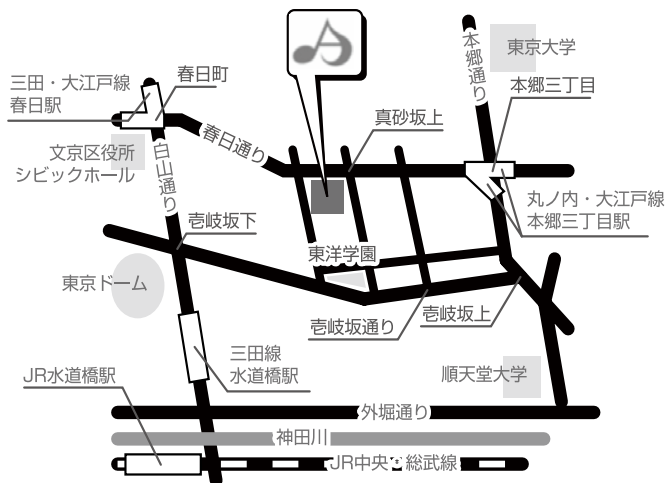 三田・大江戸線
春日駅
春日町
春日通り
本郷通り
東京大学
本郷三丁目
真砂坂上
文京区役所
シビックホール
白山通り
丸ノ内・大江戸線
本郷三丁目駅
壱岐坂下
東洋学園
東京ドーム
壱岐坂通り
壱岐坂上
三田線
水道橋駅
順天堂大学
JR水道橋駅
外堀通り
神田川
JR中央・総武線